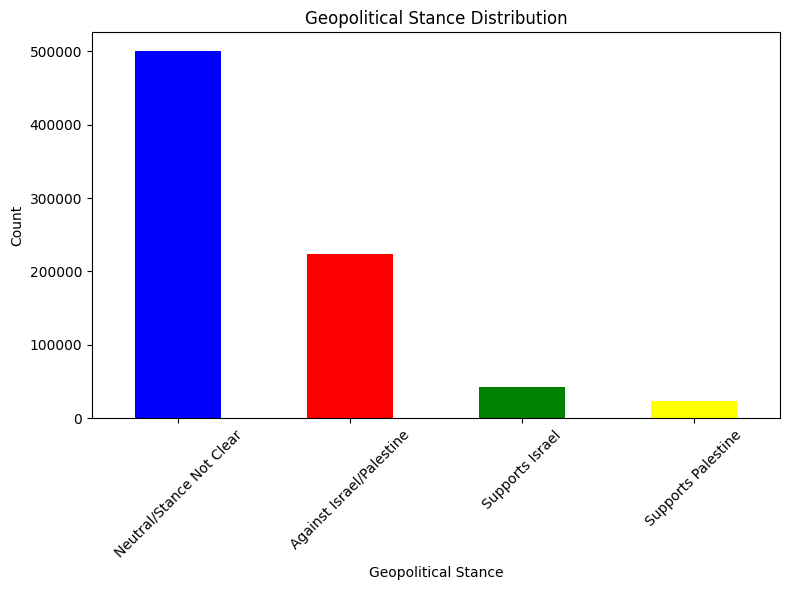 Geopolitical Stance Distribution
500000
400000
300000
200000
100000
0
Count
Neutral/Stance Not Clear
Against Israel/Palestine
Supports Israel
Supports Palestine
Geopolitical Stance